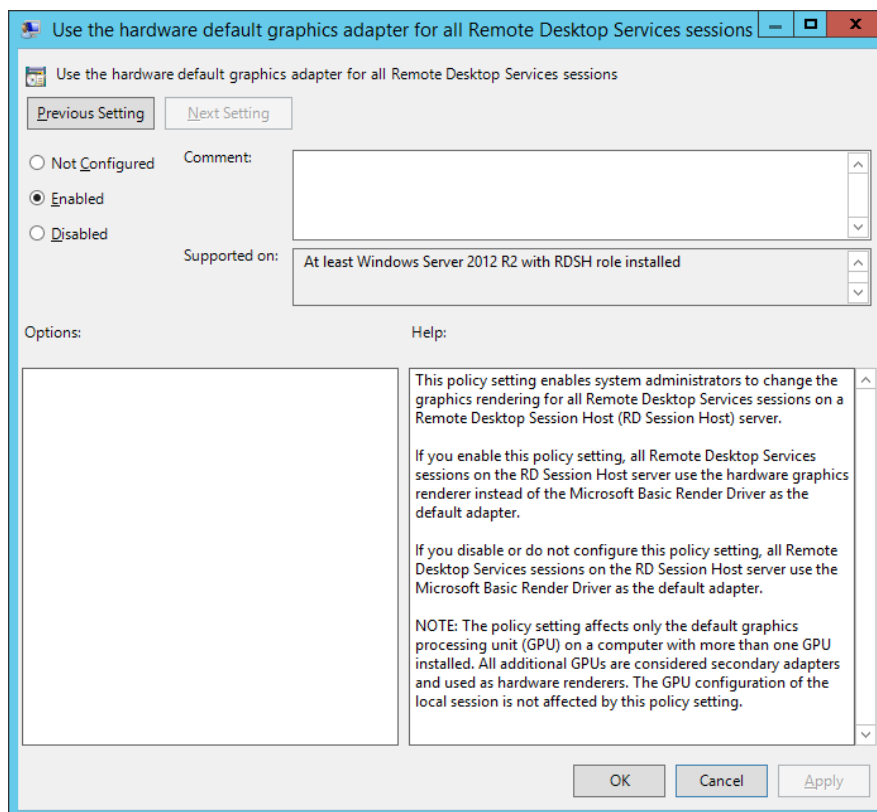 Use the hardware default graphics adapter for all Remote Desktop Services sessions
Use the hardware default graphics adapter for all Remote Desktop Services sessions
Previous Setting
Next Setting
Not Configured
Enabled
Disabled
Comment:
Supported on:
At least Windows Server 2012 R2 with RDSH role installed
Options:
Help:
This policy setting enables system administrators to change the
graphics rendering for all Remote Desktop Services sessions on a
Remote Desktop Session Host (RD Session Host) server.
If you enable this policy setting, all Remote Desktop Services
sessions on the RD Session Host server use the hardware graphics
renderer instead of the Microsoft Basic Render Driver as the
default adapter.
If you disable or do not configure this policy setting, all Remote
Desktop Services sessions on the RD Session Host server use the
Microsoft Basic Render Driver as the default adapter.
NOTE: The policy setting affects only the default graphics
processing unit (GPU) on a computer with more than one GPU
installed. All additional GPUs are considered secondary adapters
and used as hardware renderers. The GPU configuration of the
local session is not affected by this policy setting.
OK
Cancel
Apply